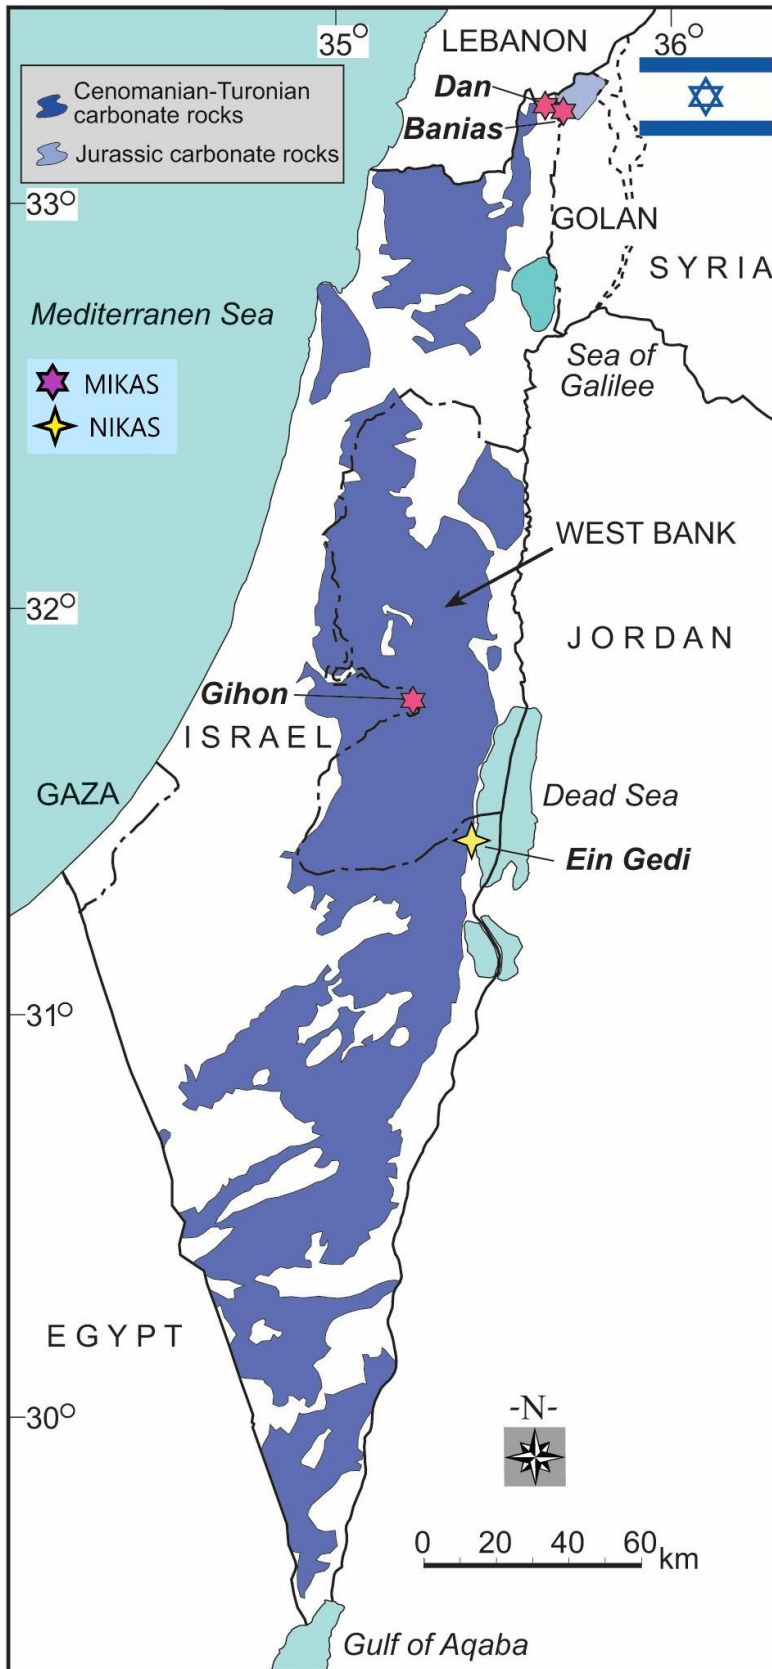 35°
36°
LEBANON
Cenomanian-Turonian
carbonate rocks
Jurassic carbonate rocks
Dan
Banias
33°
GOLAN
SYRIA
Mediterranen Sea
Sea of
Galilee
MIKAS
NIKAS
WEST BANK
32°
JORDAN
Gihon
ISRAEL
GAZA
Dead Sea
Ein Gedi
31°
EGYPT
30°
-N-
0 20 40 60 km
Gulf of Aqaba